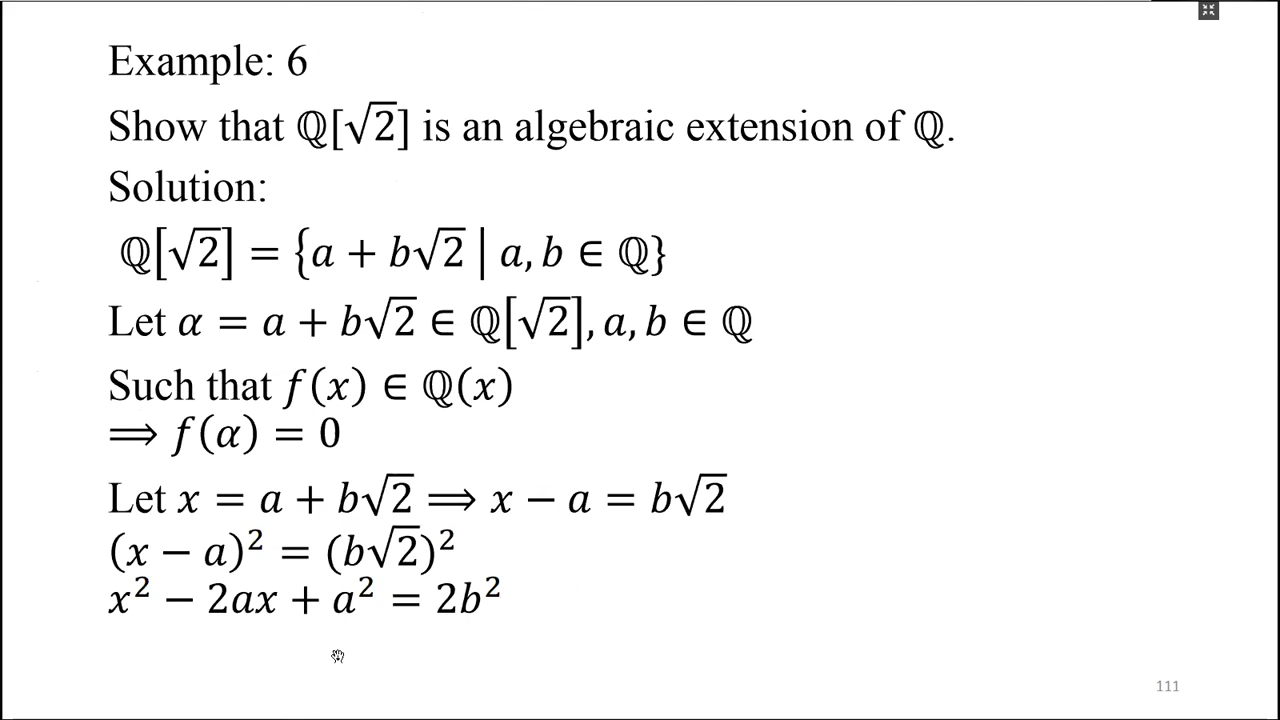 Example: 6
Show that ℚ[√2] is an algebraic extension of ℚ.
Solution:
ℚ[√2] = {a + b√2 | a, b ∈ ℚ}
Let α = a + b√2 ∈ ℚ[√2], a, b ∈ ℚ
Such that f(x) ∈ ℚ(x)
⟹ f(α) = 0
Let x = a + b√2 ⟹ x − a = b√2
(x − a)² = (b√2)²
x² − 2ax + a² = 2b²
111